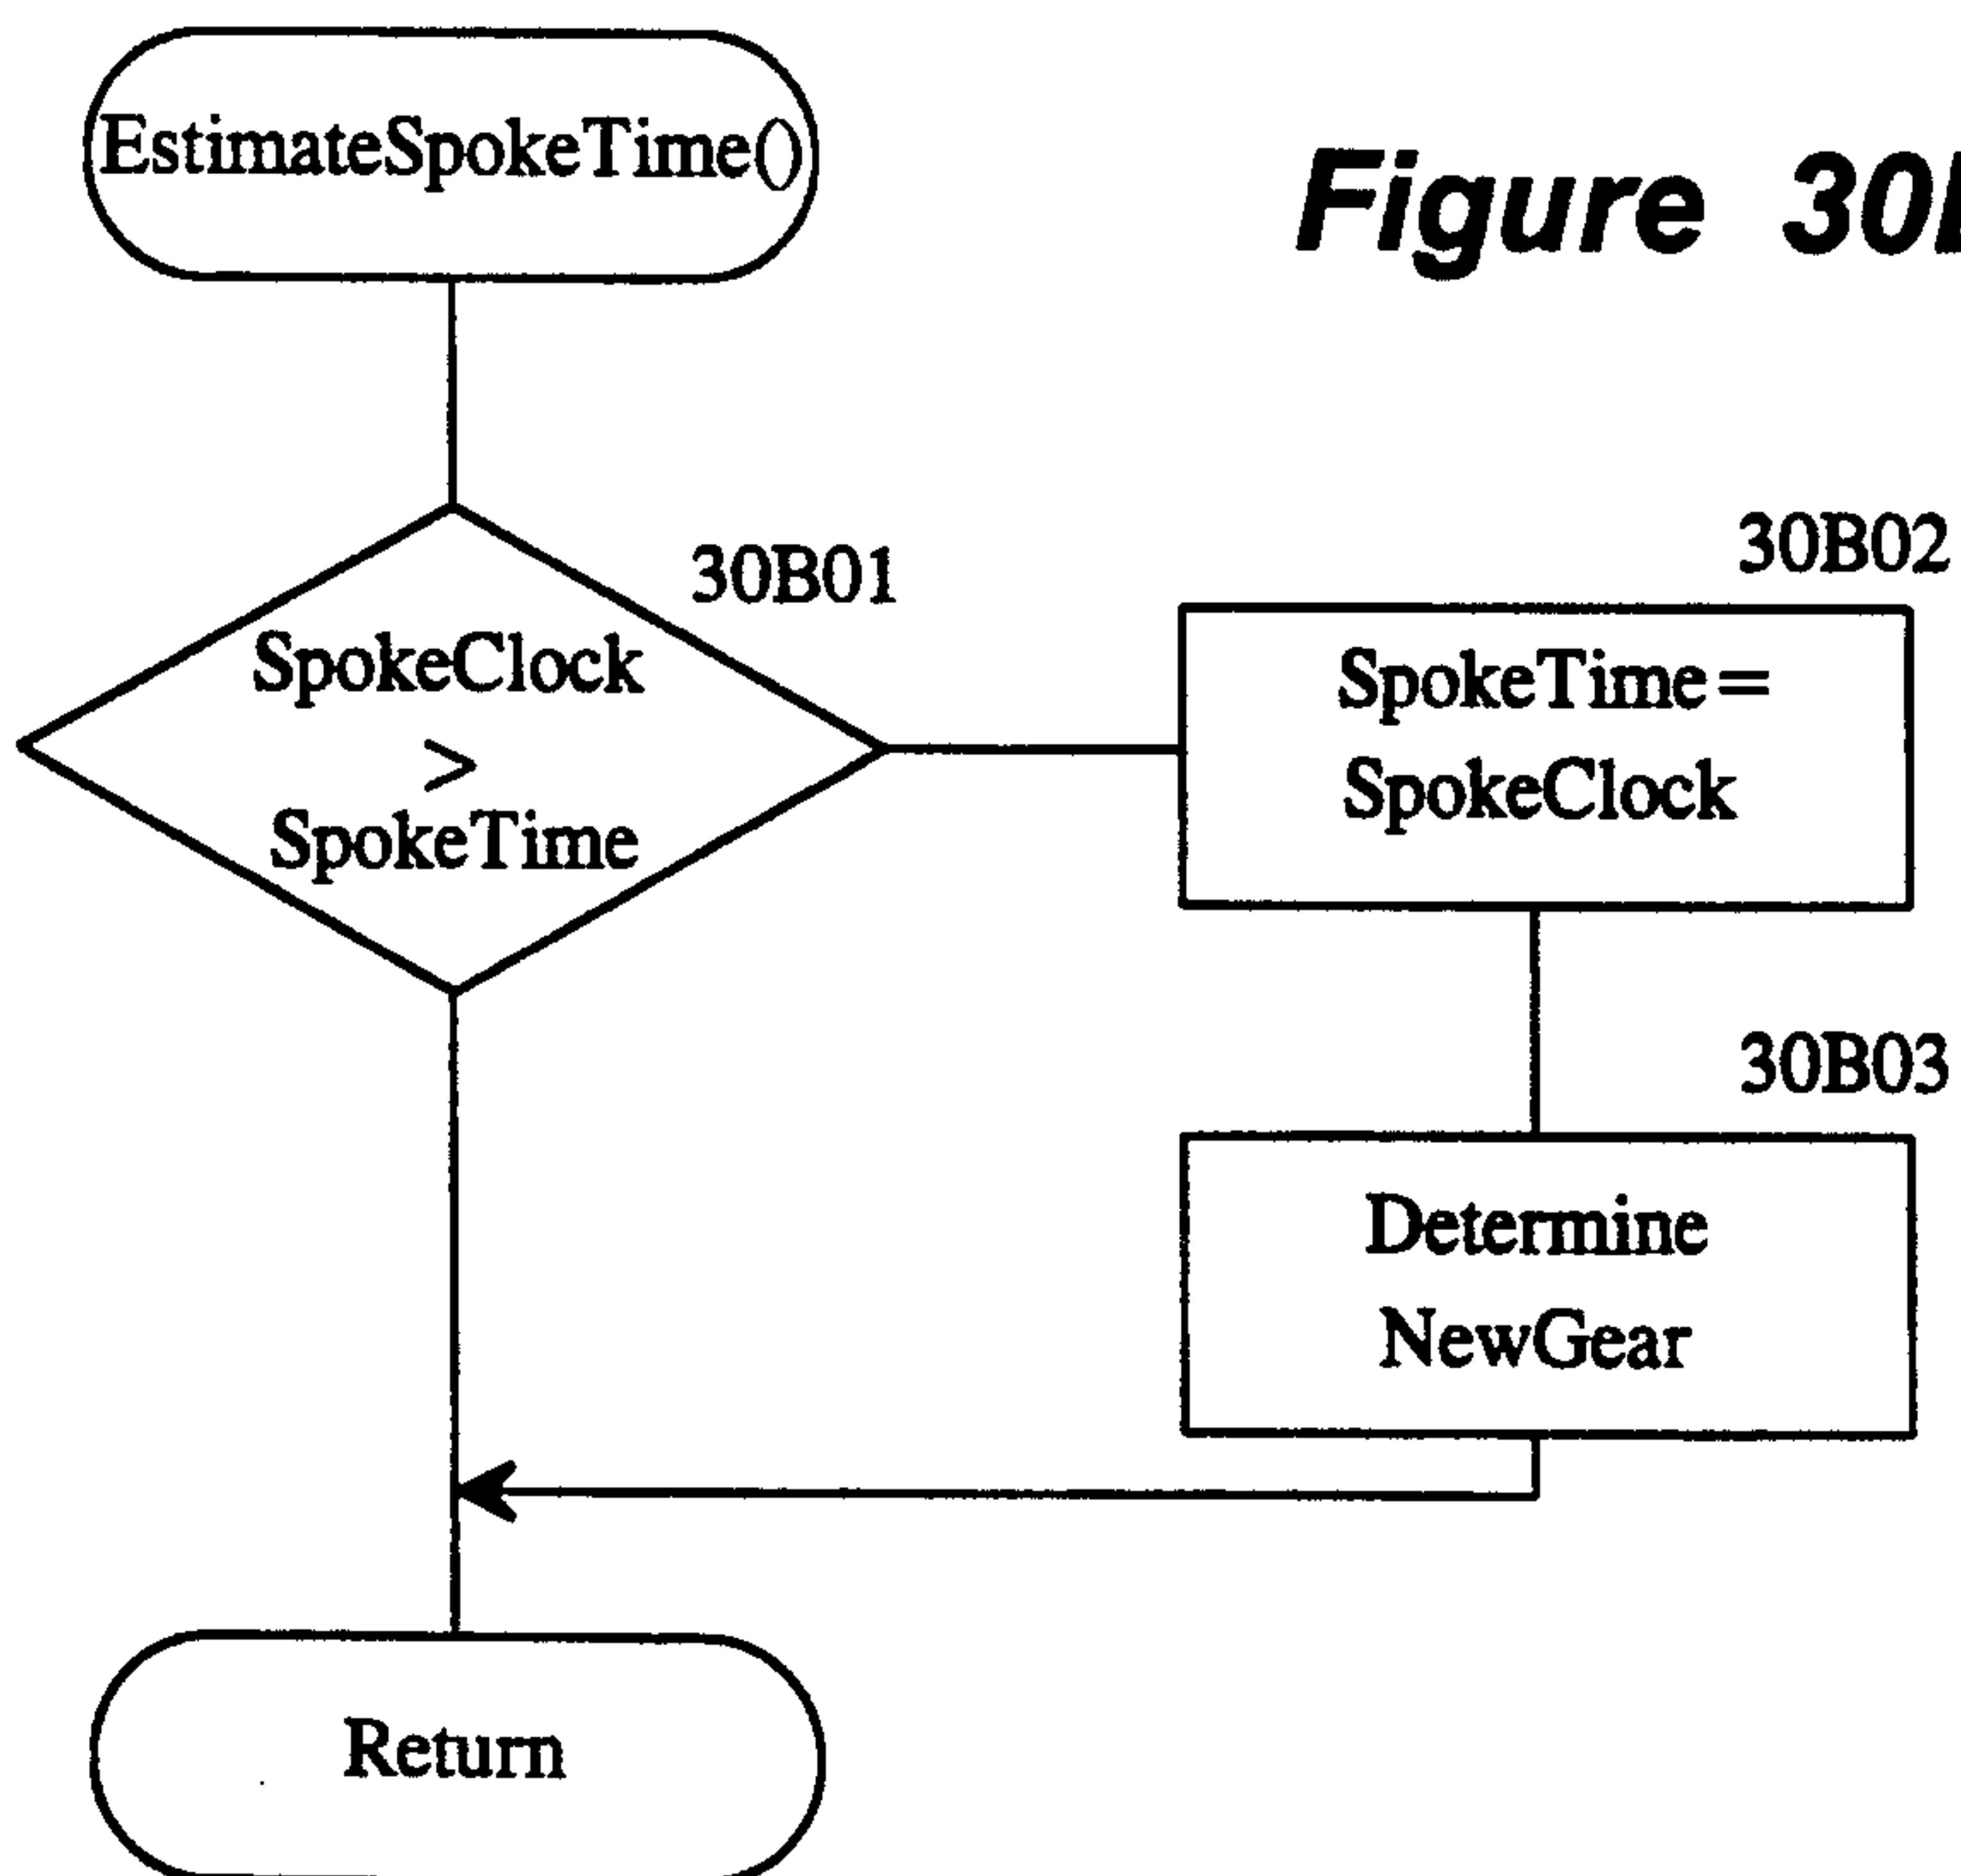 EstimateSpokeTime()
Figure 30
30B01
SpokeClock
>
SpokeTime
30B02
SpokeTime=
SpokeClock
30B03
Determine
NewGear
Return